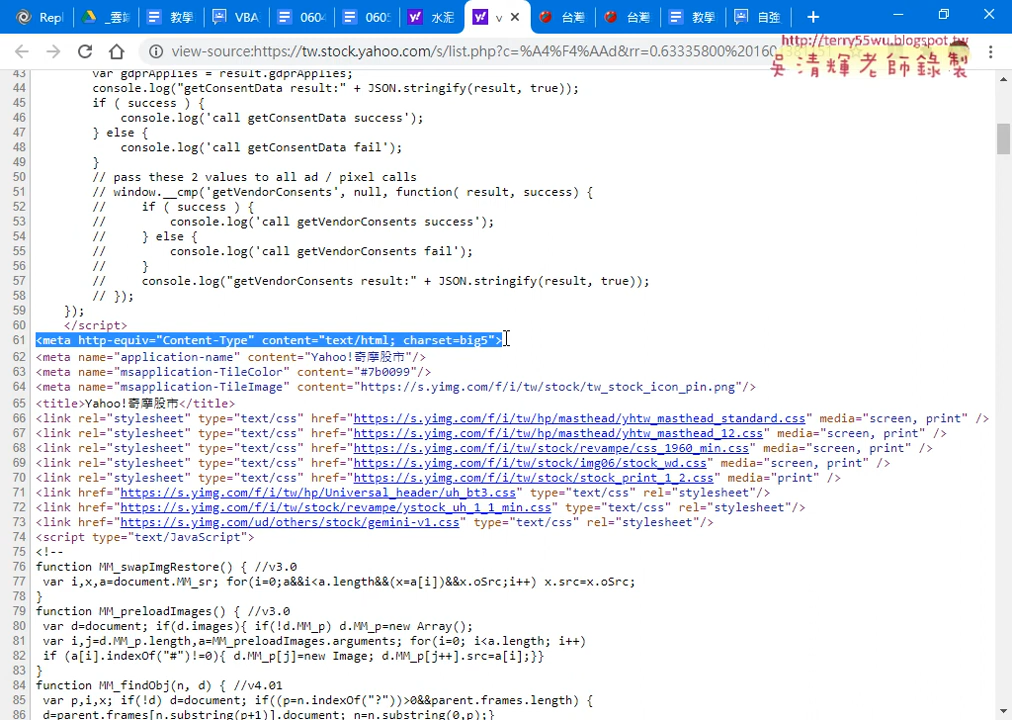 Repl
_雲
教學
VBA
060
060
水泥
v
台灣
台灣
教學
自強
view-source:https://tw.stock.yahoo.com/s/list.php?c=%A4%F4%AAd&rr=0.63335800%20160
http://terry55wu.blogspot.tw
吳清輝老師錄製
43 var gdprApplies = result.gdprApplies;
44 console.log("getConsentData result:" + JSON.stringify(result, true));
45 if ( success ) {
46 console.log('call getConsentData success');
47 } else {
48 console.log('call getConsentData fail');
49 }
50 // pass these 2 values to all ad / pixel calls
51 // window.__cmp('getVendorConsents', null, function( result, success) {
52 // if ( success ) {
53 // console.log('call getVendorConsents success');
54 // } else {
55 // console.log('call getVendorConsents fail');
56 // }
57 // console.log("getVendorConsents result:" + JSON.stringify(result, true));
58 // });
59 });
60 </script>
61 <meta http-equiv="Content-Type" content="text/html; charset=big5">
62 <meta name="application-name" content="Yahoo!奇摩股市"/>
63 <meta name="msapplication-TileColor" content="#7b0099"/>
64 <meta name="msapplication-TileImage" content="https://s.yimg.com/f/i/tw/stock/tw_stock_icon_pin.png"/>
65 <title>Yahoo!奇摩股市</title>
66 <link rel="stylesheet" type="text/css" href="https://s.yimg.com/f/i/tw/hp/masthead/yhtw_masthead_standard.css" media="screen, print" />
67 <link rel="stylesheet" type="text/css" href="https://s.yimg.com/f/i/tw/hp/masthead/yhtw_masthead_12.css" media="screen, print" />
68 <link rel="stylesheet" type="text/css" href="https://s.yimg.com/f/i/tw/stock/revampe/css_1960_min.css" media="screen, print" />
69 <link rel="stylesheet" type="text/css" href="https://s.yimg.com/f/i/tw/stock/img06/stock_wd.css" media="screen, print" />
70 <link rel="stylesheet" type="text/css" href="https://s.yimg.com/f/i/tw/stock/stock_print_1_2.css" media="print" />
71 <link href="https://s.yimg.com/f/i/tw/hp/Universal_header/uh_bt3.css" type="text/css" rel="stylesheet"/>
72 <link href="https://s.yimg.com/f/i/tw/stock/revampe/ystock_uh_1_1_min.css" type="text/css" rel="stylesheet"/>
73 <link href="https://s.yimg.com/ud/others/stock/gemini-v1.css" type="text/css" rel="stylesheet"/>
74 <script type="text/JavaScript">
75 <!--
76 function MM_swapImgRestore() { //v3.0
77 var i,x,a=document.MM_sr; for(i=0;a&&i<a.length&&(x=a[i])&&x.oSrc;i++) x.src=x.oSrc;
78 }
79 function MM_preloadImages() { //v3.0
80 var d=document; if(d.images){ if(!d.MM_p) d.MM_p=new Array();
81 var i,j=d.MM_p.length,a=MM_preloadImages.arguments; for(i=0; i<a.length; i++)
82 if (a[i].indexOf("#")!=0){ d.MM_p[j]=new Image; d.MM_p[j++].src=a[i];}}
83 }
84 function MM_findObj(n, d) { //v4.01
85 var p,i,x; if(!d) d=document; if((p=n.indexOf("?"))>0&&parent.frames.length) {
86 d=parent.frames[n.substring(p+1)].document; n=n.substring(0,p);}